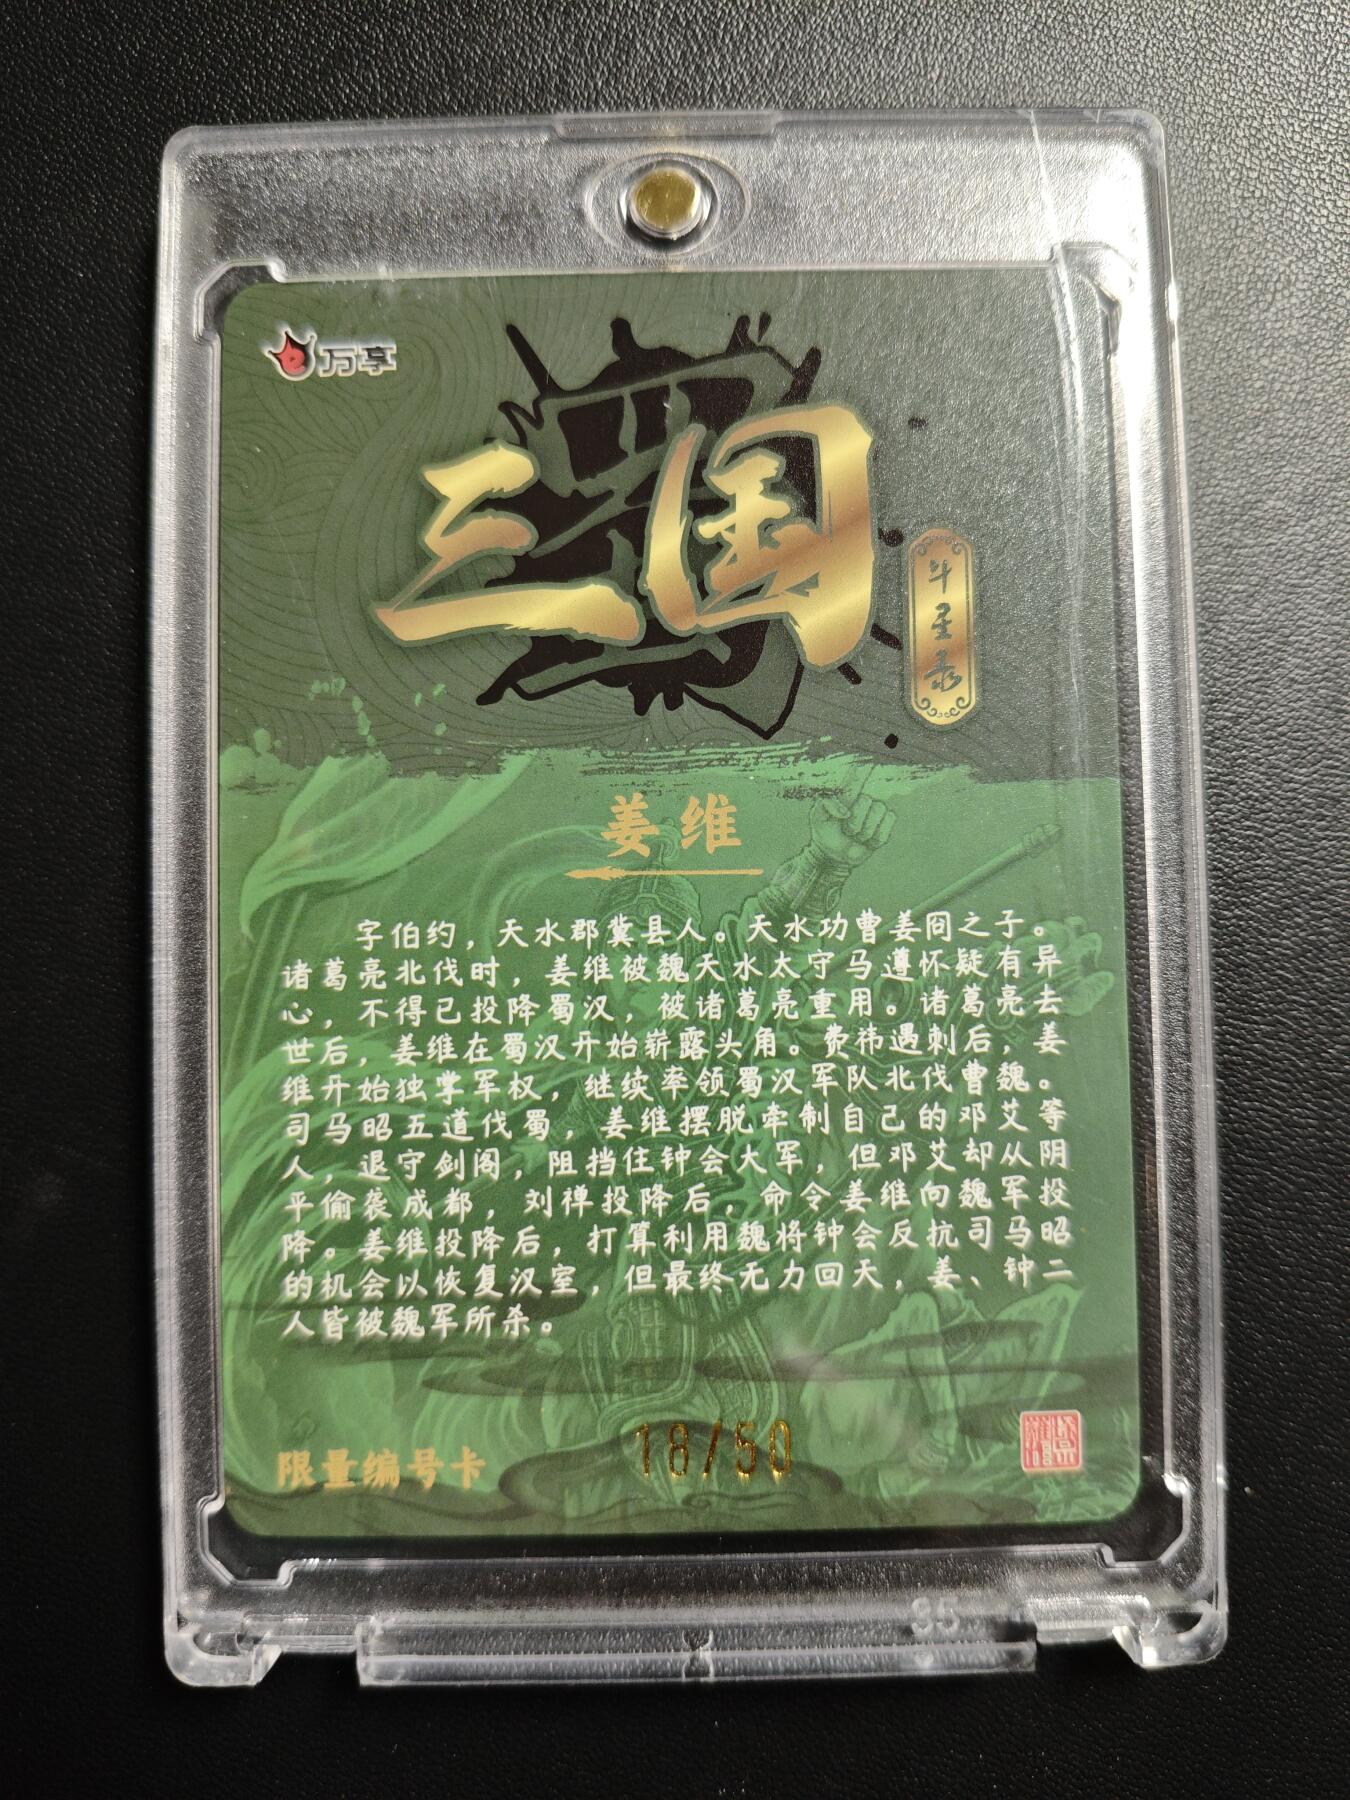 万享
三国
斗星录
姜维
字伯约，天水郡冀县人。天水功曹姜冏之子。
诸葛亮北伐时，姜维被魏天水太守马遵怀疑有异
心，不得已投降蜀汉，被诸葛亮重用。诸葛亮去
世后，姜维在蜀汉开始崭露头角。费祎遇刺后，姜
维开始独掌军权，继续率领蜀汉军队北伐曹魏。
司马昭五道伐蜀，姜维摆脱牵制自己的邓艾等
人，退守剑阁，阻挡住钟会大军，但邓艾却从阴
平偷袭成都，刘禅投降后，命令姜维向魏军投
降。姜维投降后，打算利用魏将钟会反抗司马昭
的机会以恢复汉室，但最终无力回天，姜、钟二
人皆被魏军所杀。
限量编号卡
18/50
35